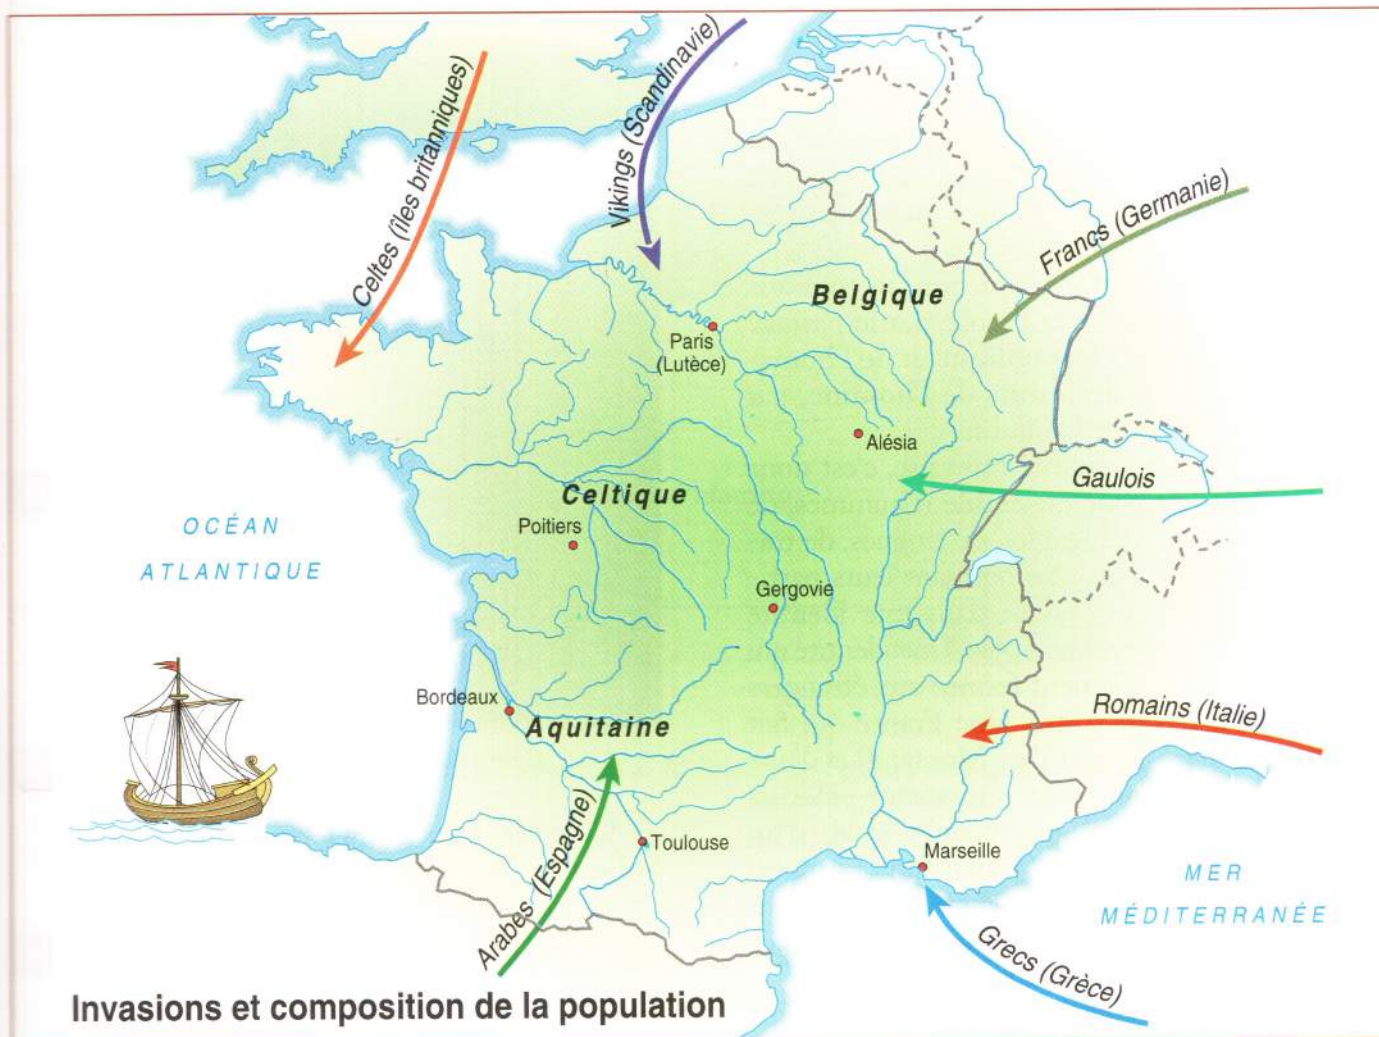 Celtes (îles britanniques)
Vikings (Scandinavie)
Francs (Germanie)
Belgique
Paris
(Lutèce)
Alésia
Gaulois
Celtique
OCÉAN
ATLANTIQUE
Poitiers
Gergovie
Bordeaux
Aquitaine
Romains (Italie)
Arabes (Espagne)
Toulouse
Marseille
MER
MÉDITERRANÉE
Grecs (Grèce)
Invasions et composition de la population